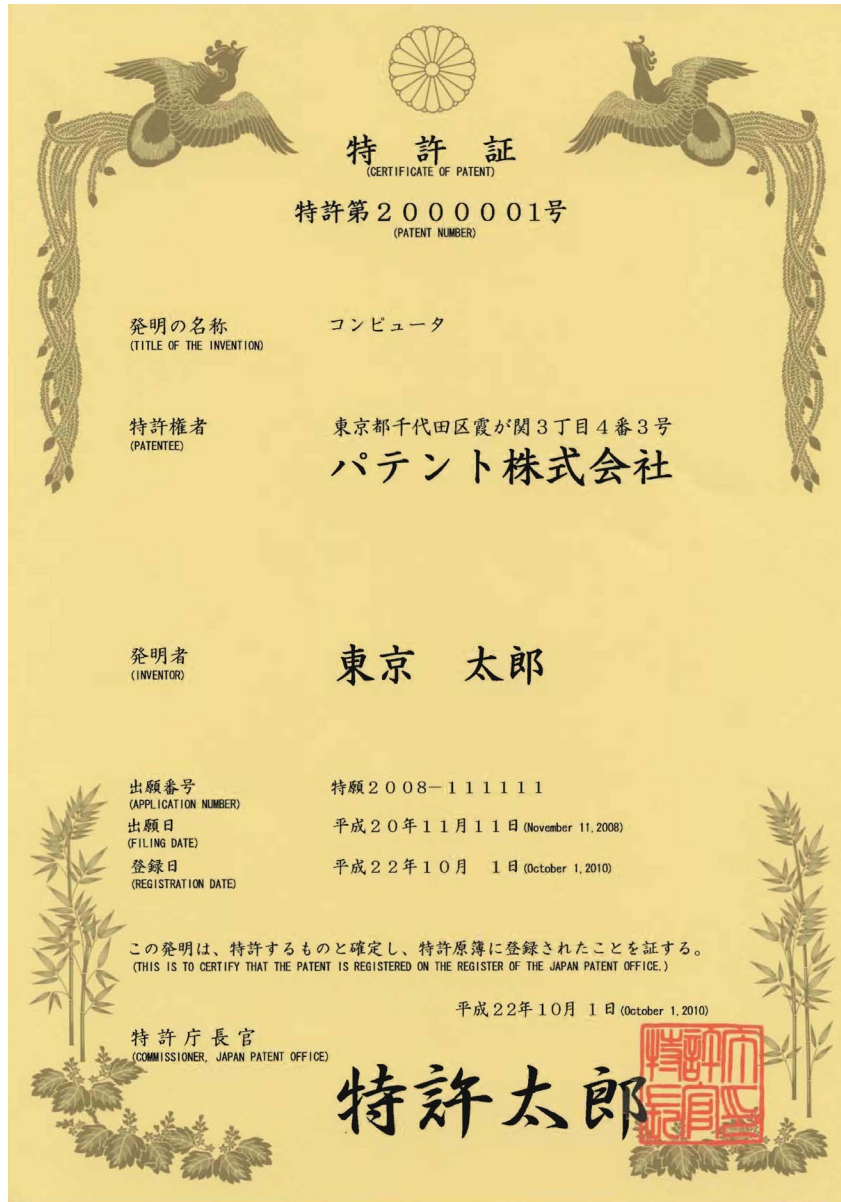 特許証
(CERTIFICATE OF PATENT)
特許第２０００００１号
(PATENT NUMBER)
発明の名称　コンピュータ
(TITLE OF THE INVENTION)
特許権者　東京都千代田区霞が関３丁目４番３号
(PATENTEE)
パテント株式会社
発明者　東京　太郎
(INVENTOR)
出願番号　特願２００８−１１１１１１
(APPLICATION NUMBER)
出願日　平成２０年１１月１１日(November 11,2008)
(FILING DATE)
登録日　平成２２年１０月　１日(October 1,2010)
(REGISTRATION DATE)
この発明は、特許するものと確定し、特許原簿に登録されたことを証する。
(THIS IS TO CERTIFY THAT THE PATENT IS REGISTERED ON THE REGISTER OF THE JAPAN PATENT OFFICE.)
平成２２年１０月　１日(October 1,2010)
特許庁長官
(COMMISSIONER, JAPAN PATENT OFFICE)
特許太郎